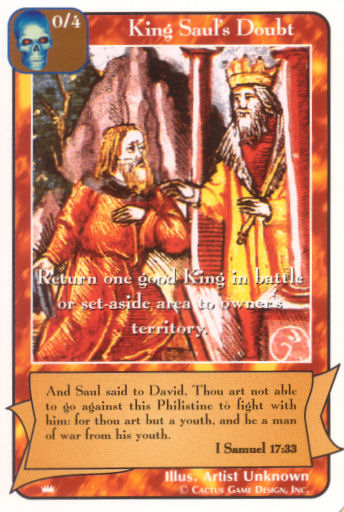 0/4
King Saul's Doubt
Return one good King in battle
or set-aside area to owner's
territory.
And Saul said to David, Thou art not able
to go against this Philistine to fight with
him: for thou art but a youth, and he a man
of war from his youth.
I Samuel 17:33
Illus. Artist Unknown
© Cactus Game Design, Inc.